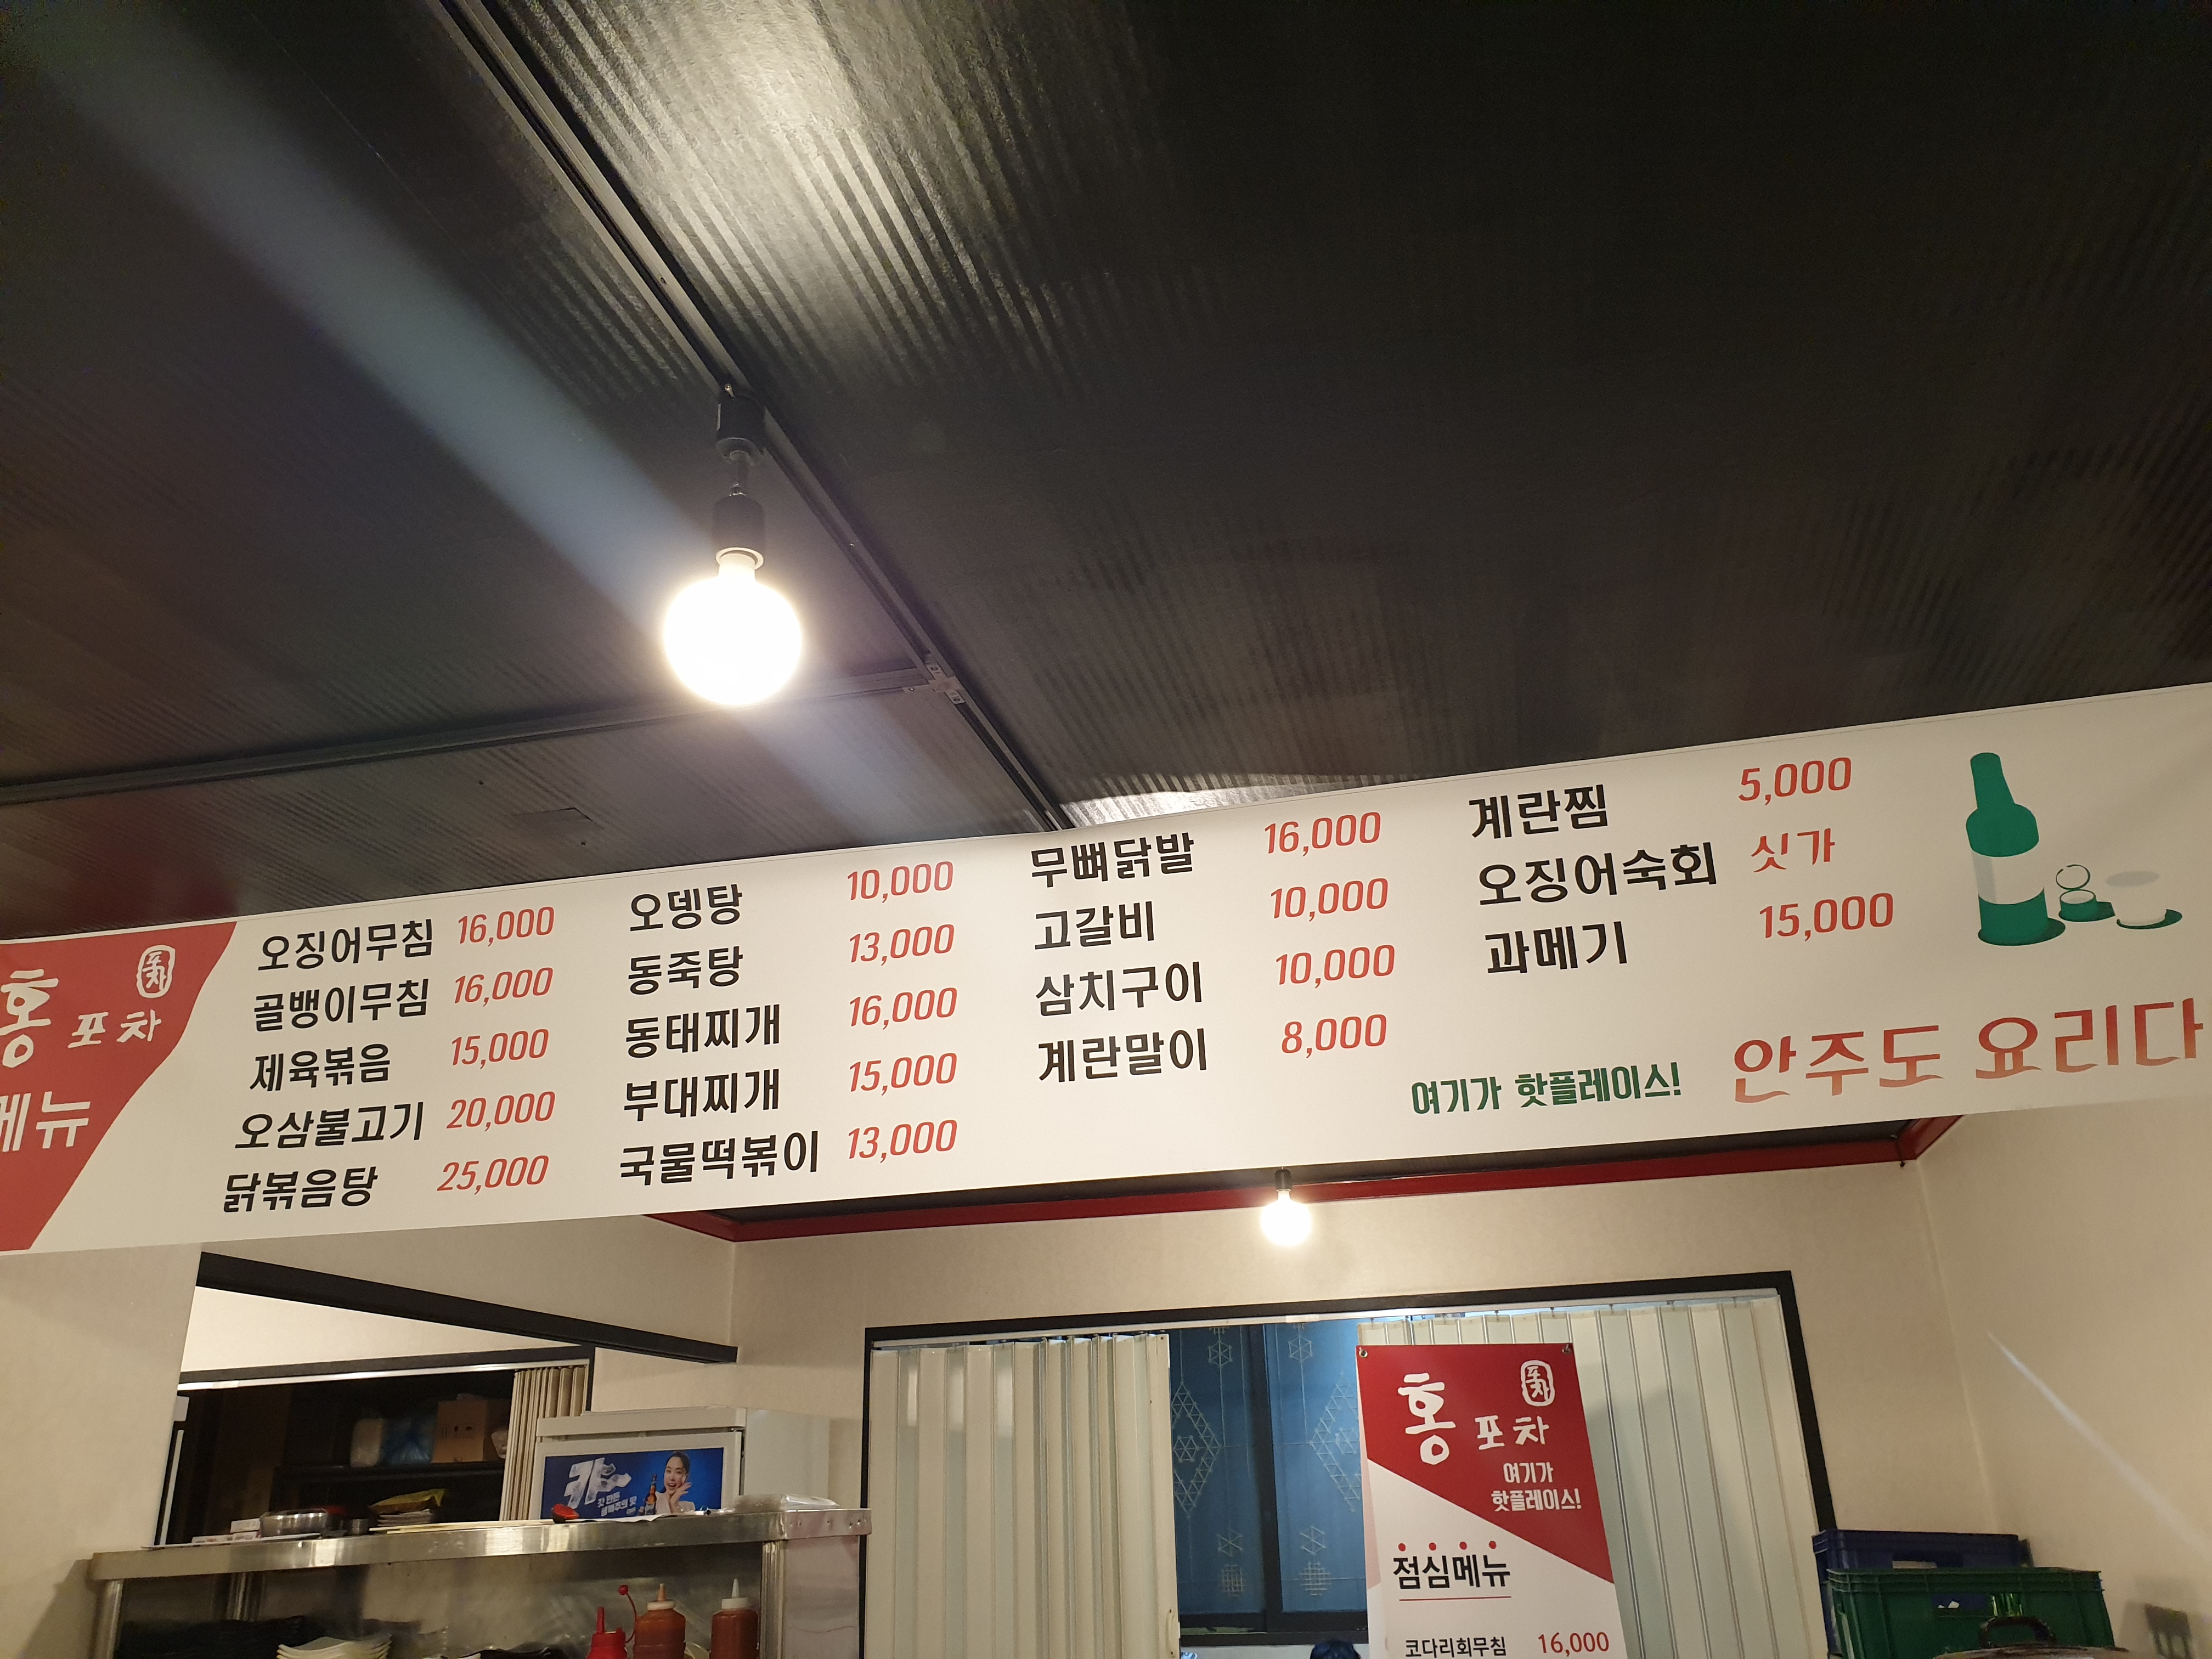 홍 포차
포차
메뉴
오징어무침 16,000
골뱅이무침 16,000
제육볶음 15,000
오삼불고기 20,000
닭볶음탕 25,000
오뎅탕 10,000
동죽탕 13,000
동태찌개 16,000
부대찌개 15,000
국물떡볶이 13,000
무뼈닭발 16,000
고갈비 10,000
삼치구이 10,000
계란말이 8,000
계란찜 5,000
오징어숙회 싯가
과메기 15,000
여기가 핫플레이스!
안주도 요리다
카
홍 포차
포차
여기가
핫플레이스!
점심메뉴
코다리회무침 16,000